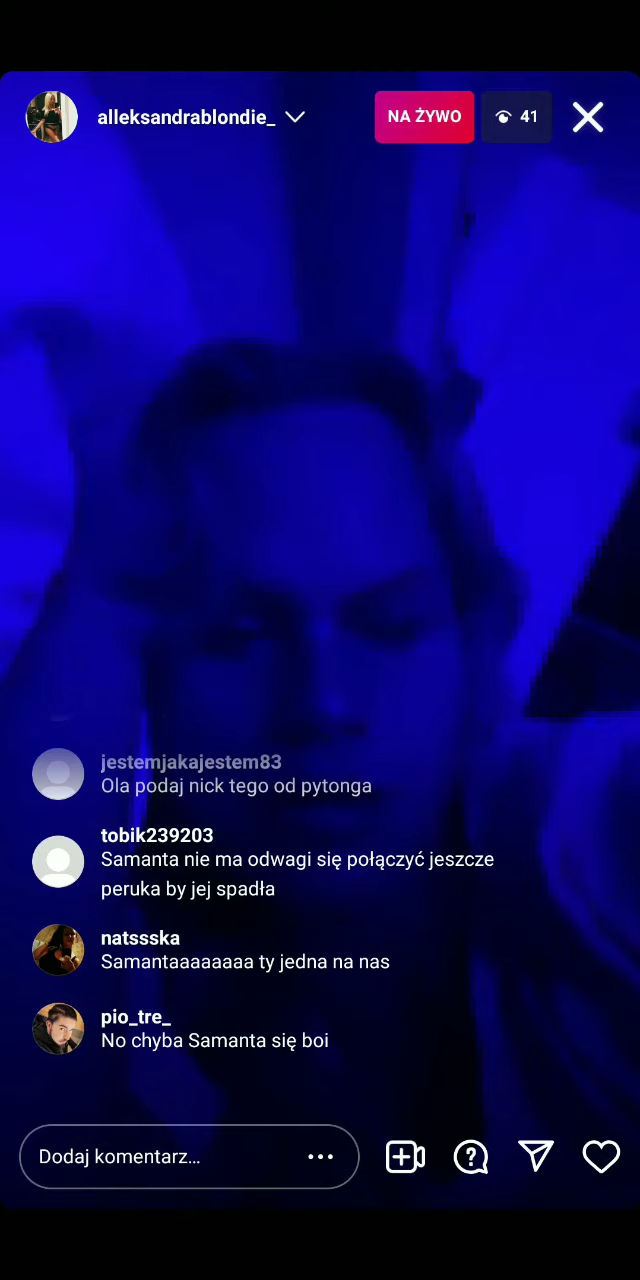 alleksandrablondie_
NA ŻYWO
41
jestemjakajestem83
Ola podaj nick tego od pytonga
tobik239203
Samanta nie ma odwagi się połączyć jeszcze
peruka by jej spadła
natssska
Samantaaaaaaaa ty jedna na nas
pio_tre_
No chyba Samanta się boi
Dodaj komentarz...